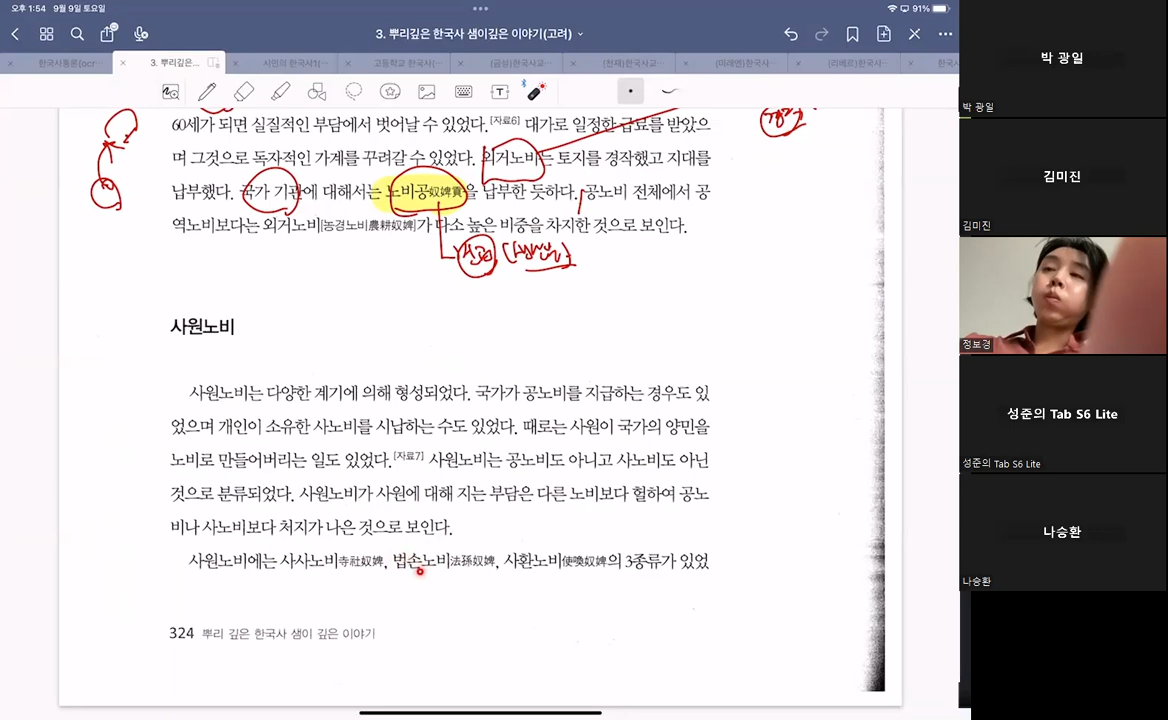 오후 1:54 9월 9일 토요일
91%
3. 뿌리깊은 한국사 샘이깊은 이야기(고려)
한국사통론(ocr
3. 뿌리깊은...
시민의 한국사1(
고등학교 한국사(
(금성)한국사교...
(천재)한국사교...
(미래엔)한국사...
(리베르)한국사...
한국사
60세가 되면 실질적인 부담에서 벗어날 수 있었다.[자료6] 대가로 일정한 급료를 받았으
며 그것으로 독자적인 가계를 꾸려갈 수 있었다. 외거노비는 토지를 경작했고 지대를
납부했다. 국가 기관에 대해서는 노비공奴婢貢을 납부한 듯하다. 공노비 전체에서 공
역노비보다는 외거노비[농경노비農耕奴婢]가 다소 높은 비중을 차지한 것으로 보인다.
사원노비
사원노비는 다양한 계기에 의해 형성되었다. 국가가 공노비를 지급하는 경우도 있
었으며 개인이 소유한 사노비를 시납하는 수도 있었다. 때로는 사원이 국가의 양민을
노비로 만들어버리는 일도 있었다.[자료7] 사원노비는 공노비도 아니고 사노비도 아닌
것으로 분류되었다. 사원노비가 사원에 대해 지는 부담은 다른 노비보다 헐하여 공노
비나 사노비보다 처지가 나은 것으로 보인다.
사원노비에는 사사노비寺社奴婢, 법손노비法孫奴婢, 사환노비使喚奴婢의 3종류가 있었
324 뿌리 깊은 한국사 샘이 깊은 이야기
박 광일
박 광일
김미진
김미진
정보경
성준의 Tab S6 Lite
성준의 Tab S6 Lite
나승환
나승환